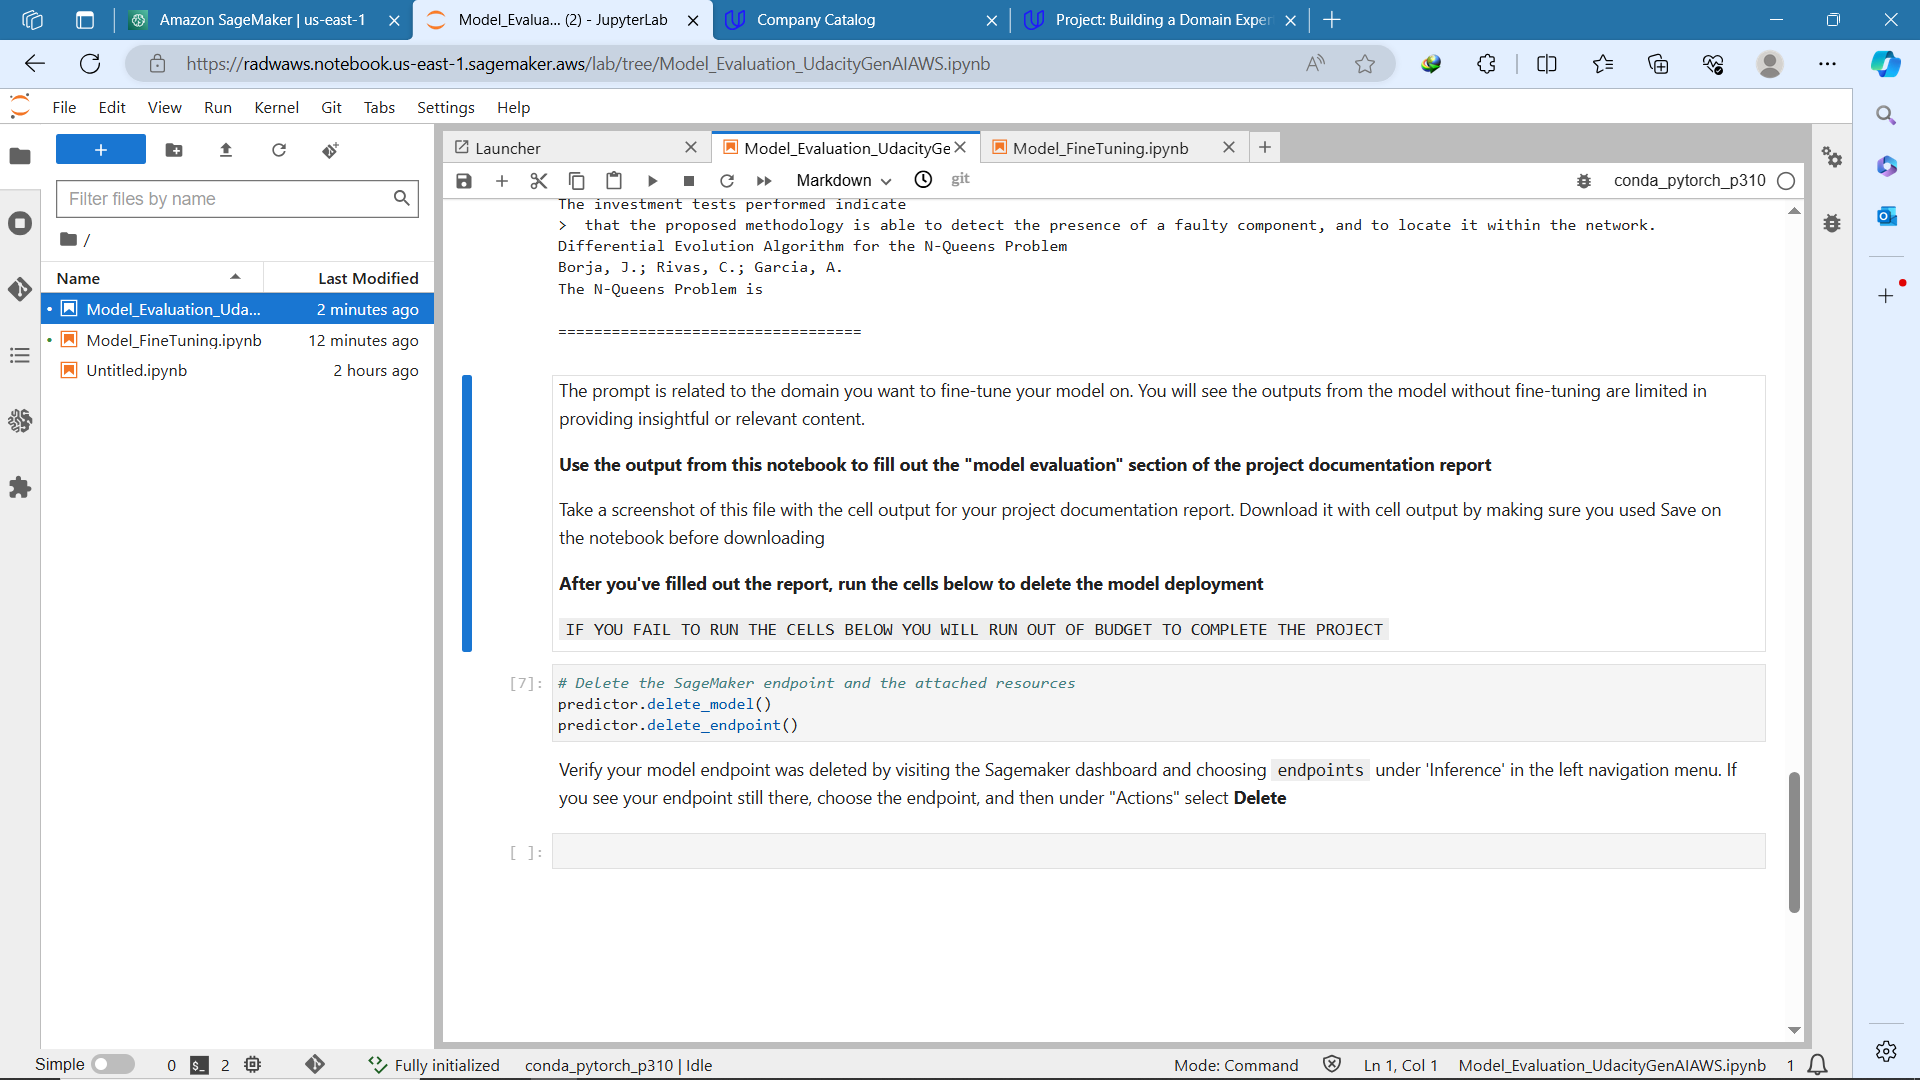 Amazon SageMaker | us-east-1
Model_Evalua... (2) - JupyterLab
Company Catalog
Project: Building a Domain Exper
https://radwaws.notebook.us-east-1.sagemaker.aws/lab/tree/Model_Evaluation_UdacityGenAIAWS.ipynb
File Edit View Run Kernel Git Tabs Settings Help
Launcher
Model_Evaluation_UdacityGe
Model_FineTuning.ipynb
Markdown
git
conda_pytorch_p310
Filter files by name
/
Name Last Modified
Model_Evaluation_Uda... 2 minutes ago
Model_FineTuning.ipynb 12 minutes ago
Untitled.ipynb 2 hours ago
The investment tests performed indicate
> that the proposed methodology is able to detect the presence of a faulty component, and to locate it within the network.
Differential Evolution Algorithm for the N-Queens Problem
Borja, J.; Rivas, C.; Garcia, A.
The N-Queens Problem is
==================================
The prompt is related to the domain you want to fine-tune your model on. You will see the outputs from the model without fine-tuning are limited in
providing insightful or relevant content.
Use the output from this notebook to fill out the "model evaluation" section of the project documentation report
Take a screenshot of this file with the cell output for your project documentation report. Download it with cell output by making sure you used Save on
the notebook before downloading
After you've filled out the report, run the cells below to delete the model deployment
IF YOU FAIL TO RUN THE CELLS BELOW YOU WILL RUN OUT OF BUDGET TO COMPLETE THE PROJECT
[7]: # Delete the SageMaker endpoint and the attached resources
predictor.delete_model()
predictor.delete_endpoint()
Verify your model endpoint was deleted by visiting the Sagemaker dashboard and choosing endpoints under 'Inference' in the left navigation menu. If
you see your endpoint still there, choose the endpoint, and then under "Actions" select Delete
[ ]:
Simple 0 $_ 2 Fully initialized conda_pytorch_p310 | Idle Mode: Command Ln 1, Col 1 Model_Evaluation_UdacityGenAIAWS.ipynb 1